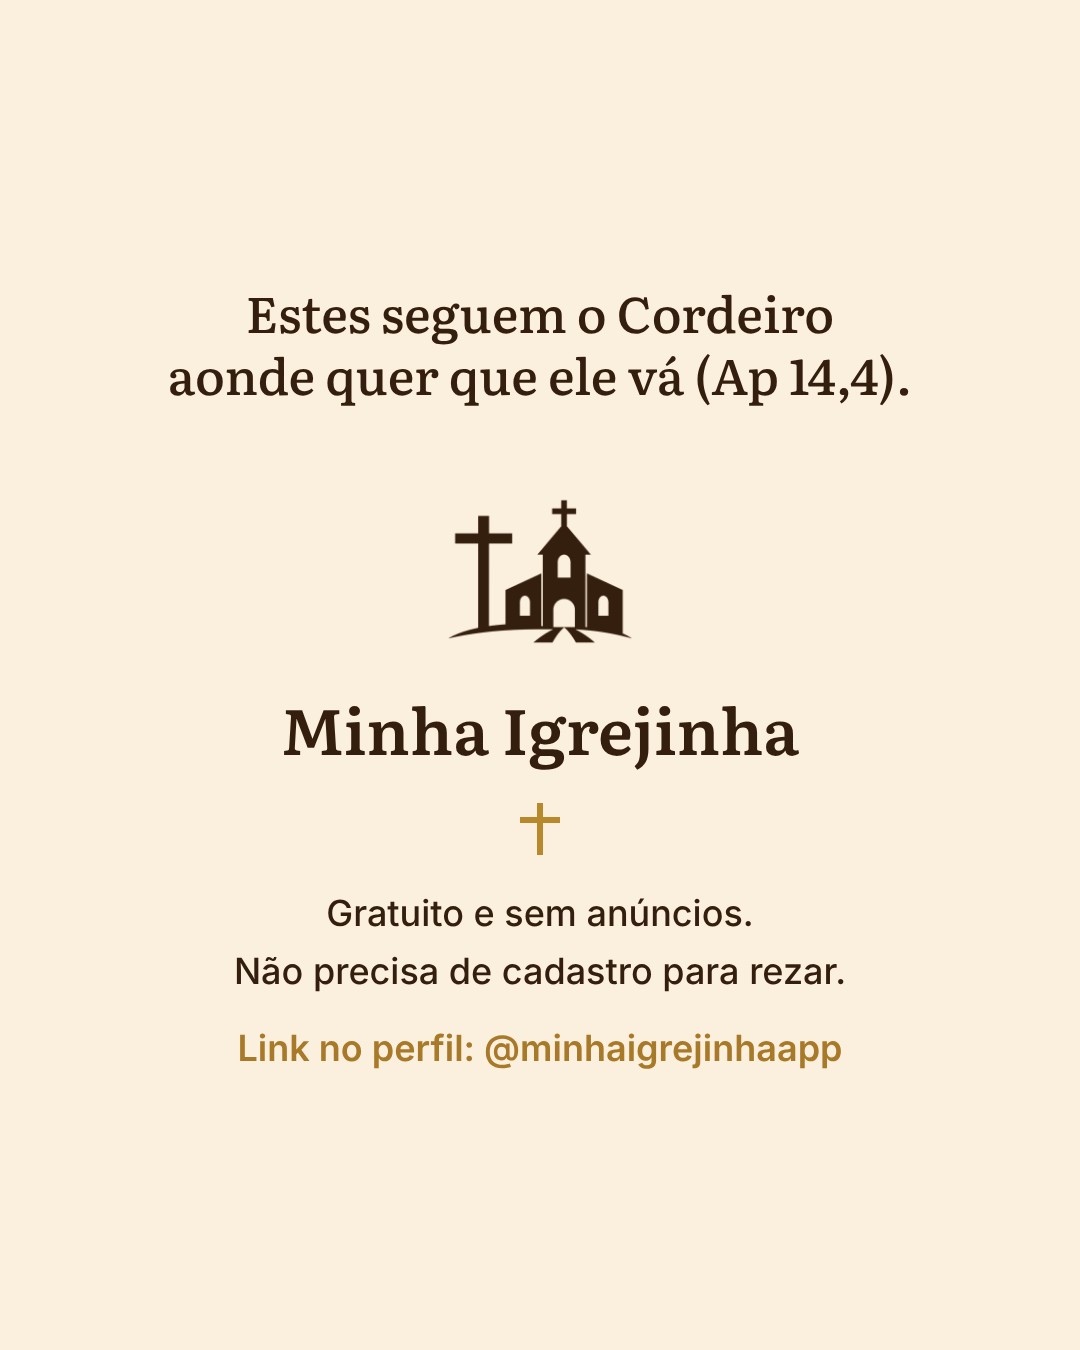 Estes seguem o Cordeiro
aonde quer que ele vá (Ap 14,4).
Minha Igrejinha
Gratuito e sem anúncios.
Não precisa de cadastro para rezar.
Link no perfil: @minhaigrejinhaapp